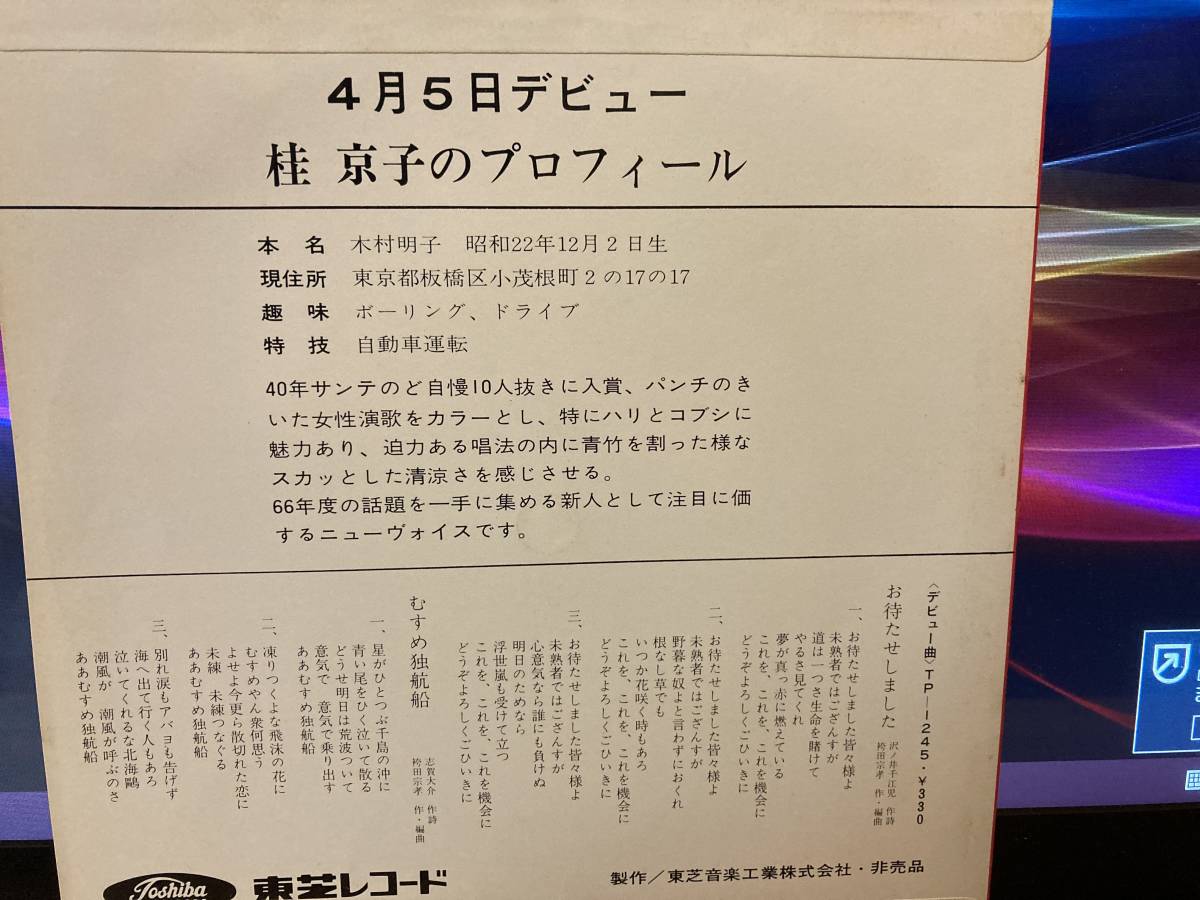 4月5日デビュー
桂 京子のプロフィール
本 名 木村明子 昭和22年12月2日生
現住所 東京都板橋区小茂根町2の17の17
趣 味 ボーリング、ドライブ
特 技 自動車運転
40年サンテのど自慢10人抜きに入賞、パンチのき
いた女性演歌をカラーとし、特にハリとコブシに
魅力あり、迫力ある唱法の内に青竹を割った様な
スカッとした清涼さを感じさせる。
66年度の話題を一手に集める新人として注目に価
するニューヴォイスです。
〈デビュー曲〉TP—1245・¥330
お待たせしました
沢ノ井千江児 作詩
袴田宗孝 作・編曲
一、お待たせしました皆々様よ
未熟者ではござんすが
道は一つさ生命を賭けて
やるさ見てくれ
夢が真っ赤に燃えている
これを、これを、これを機会に
どうぞよろしくごひいきに
二、お待たせしました皆々様よ
未熟者ではござんすが
野暮な奴よと言わずにおくれ
根なし草でも
いつか花咲く時もあろ
これを、これを、これを機会に
どうぞよろしくごひいきに
三、お待たせしました皆々様よ
未熟者ではござんすが
心意気なら誰にも負けぬ
明日のためなら
浮世嵐も受けて立つ
これを、これを、これを機会に
どうぞよろしくごひいきに
むすめ独航船
志賀大介 作詩
袴田宗孝 作・編曲
一、星がひとつぶ千島の沖に
青い尾をひく泣いて散る
どうせ明日は荒波ついて
意気で 意気で乗り出す
ああむすめ独航船
二、凍りつくよな飛沫の花に
むすめやん衆何思う
よせよ今更ら散切れた恋に
未練 未練つなぐる
ああむすめ独航船
三、別れ涙もアバヨも告げず
海へ出て行く人もあろ
泣いてくれるな北海鷗
潮風が 潮風が呼ぶのさ
ああむすめ独航船
Toshiba
東芝レコード
製作/東芝音楽工業株式会社・非売品